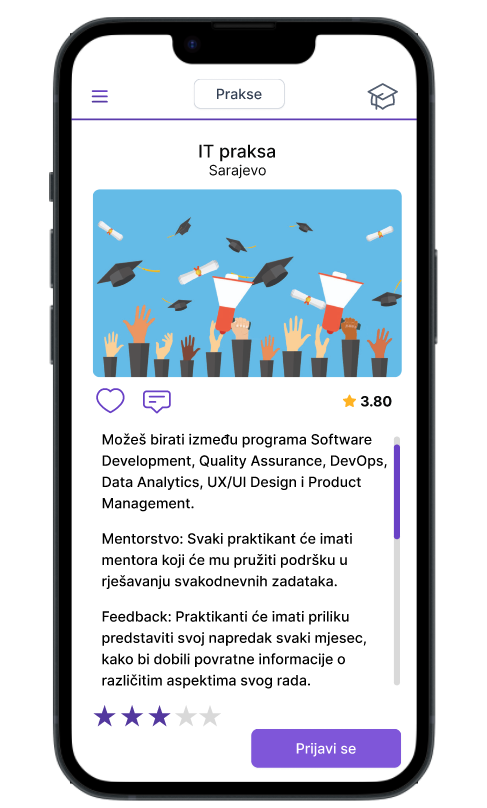 Prakse
IT praksa
Sarajevo
3.80
Možeš birati između programa Software
Development, Quality Assurance, DevOps,
Data Analytics, UX/UI Design i Product
Management.
Mentorstvo: Svaki praktikant će imati
mentora koji će mu pružiti podršku u
rješavanju svakodnevnih zadataka.
Feedback: Praktikanti će imati priliku
predstaviti svoj napredak svaki mjesec,
kako bi dobili povratne informacije o
različitim aspektima svog rada.
Prijavi se